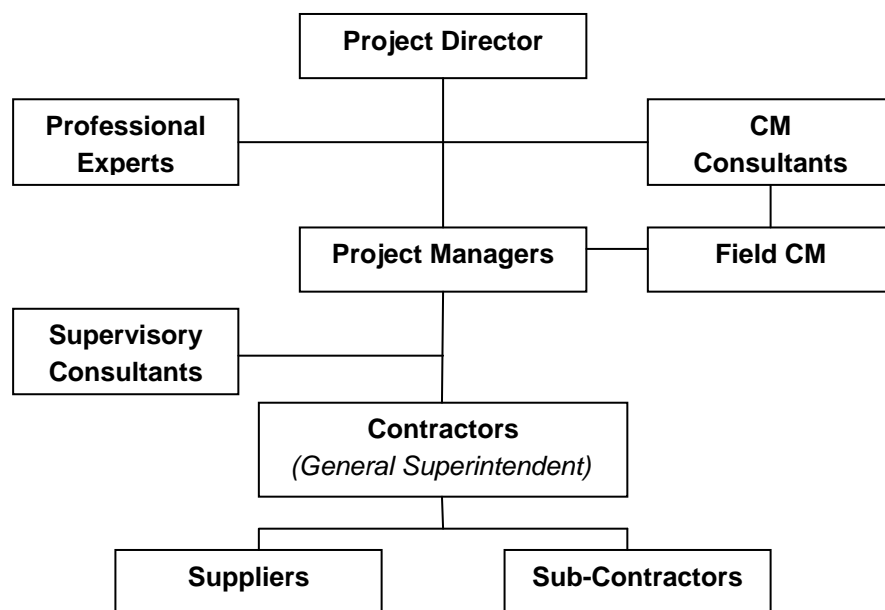 Project Director
Professional
Experts
CM
Consultants
Project Managers
Field CM
Supervisory
Consultants
Contractors
(General Superintendent)
Suppliers
Sub-Contractors